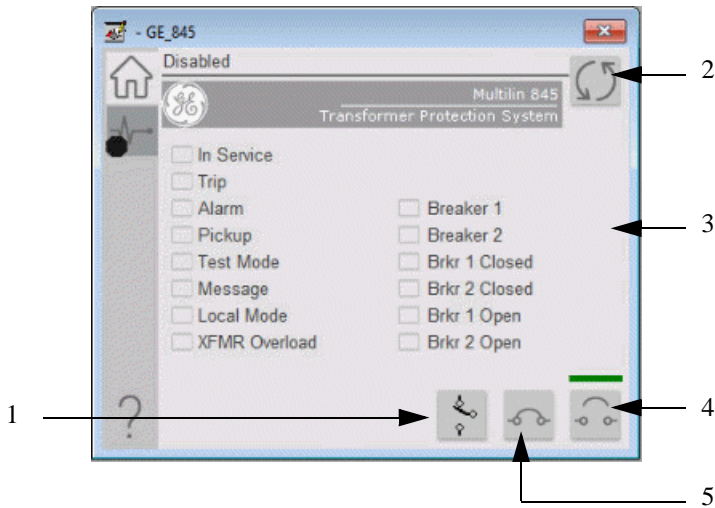 - GE_845
Disabled
2
GE
Multilin 845
Transformer Protection System
In Service
Trip
Alarm
Breaker 1
3
Pickup
Breaker 2
Test Mode
Brkr 1 Closed
Message
Brkr 2 Closed
Local Mode
Brkr 1 Open
XFMR Overload
Brkr 2 Open
1
?
4
5